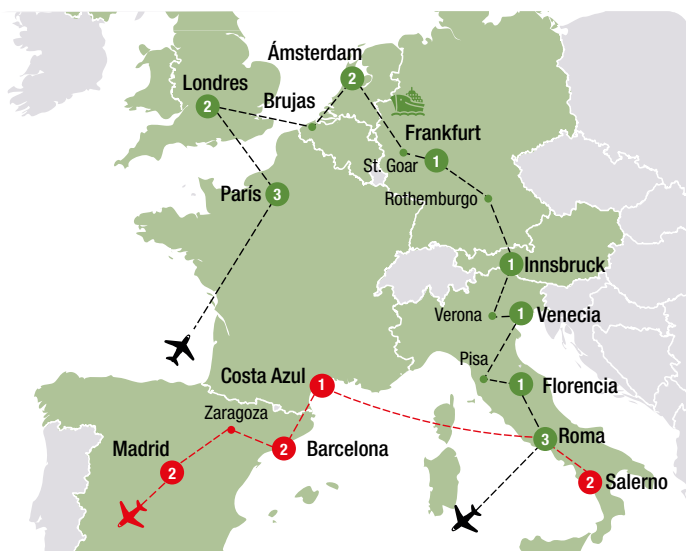 Ámsterdam
2
Londres
2
Brujas
Frankfurt
1
St. Goar
París
3
Rothemburgo
1
Innsbruck
Verona
1
Venecia
Pisa
Costa Azul
1
1
Florencia
Zaragoza
Madrid
2
2
Barcelona
3
Roma
2
Salerno